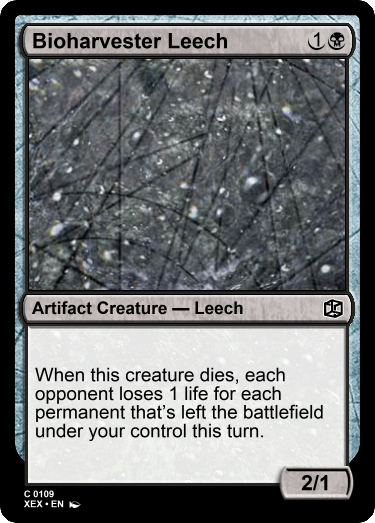 Bioharvester Leech 1
Artifact Creature — Leech
When this creature dies, each
opponent loses 1 life for each
permanent that's left the battlefield
under your control this turn.
2/1
C 0109
XEX • EN